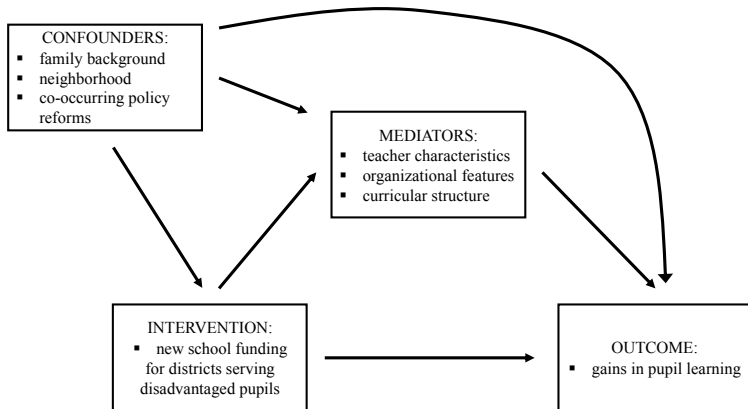 CONFOUNDERS:
▪ family background
▪ neighborhood
▪ co-occurring policy
reforms
MEDIATORS:
▪ teacher characteristics
▪ organizational features
▪ curricular structure
INTERVENTION:
▪ new school funding
for districts serving
disadvantaged pupils
OUTCOME:
▪ gains in pupil learning